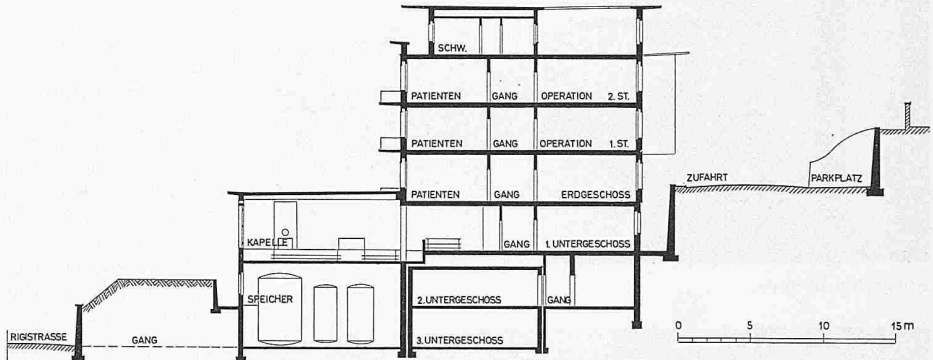 SCHW.
PATIENTEN GANG OPERATION 2. ST.
PATIENTEN GANG OPERATION 1. ST.
PATIENTEN GANG ERDGESCHOSS
ZUFAHRT PARKPLATZ
KAPELLE GANG 1. UNTERGESCHOSS
SPEICHER 2. UNTERGESCHOSS GANG
RIGISTRASSE GANG 3. UNTERGESCHOSS
0 5 10 15 m